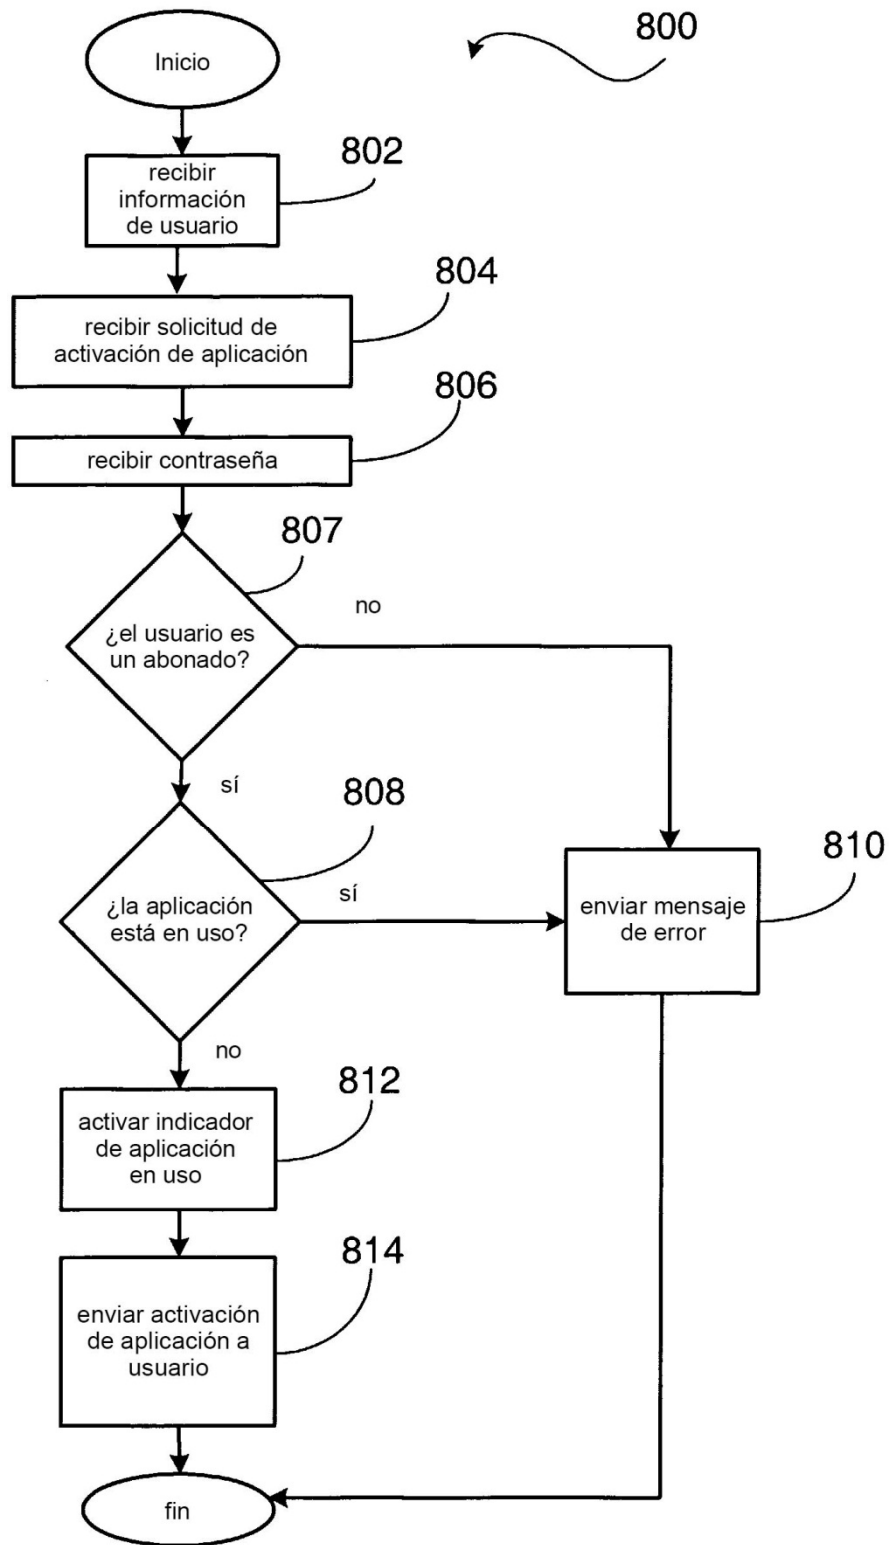 800
Inicio
802
recibir
información
de usuario
804
recibir solicitud de
activación de aplicación
806
recibir contraseña
807
no
¿el usuario es
un abonado?
sí
808
sí
¿la aplicación
está en uso?
810
enviar mensaje
de error
no
812
activar indicador
de aplicación
en uso
814
enviar activación
de aplicación a
usuario
fin